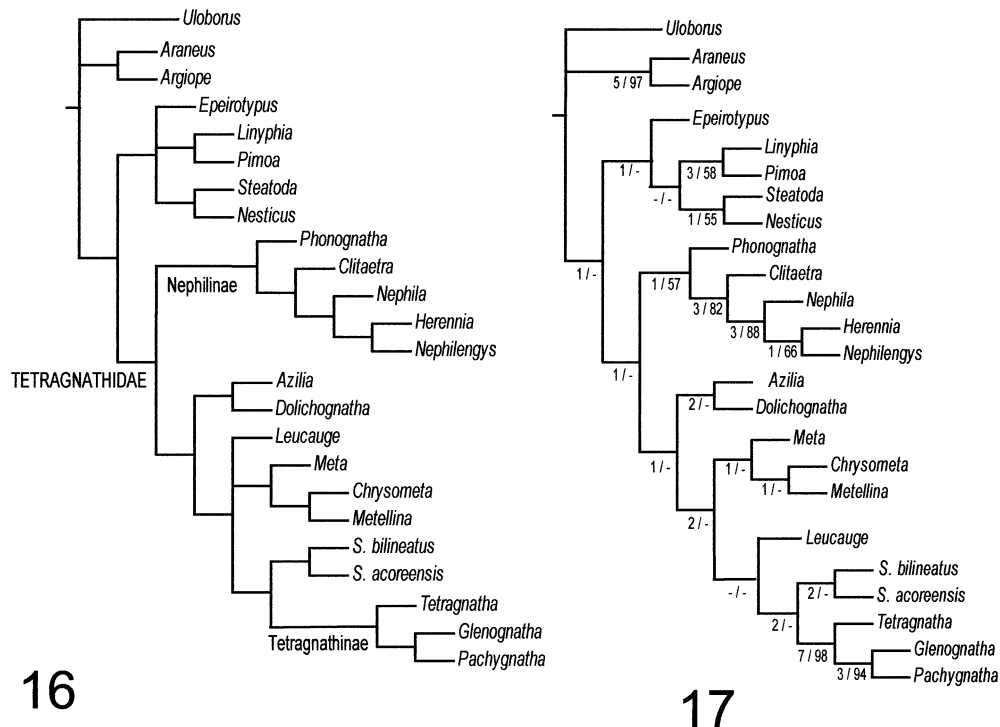 Uloborus
Araneus
Argiope
Epeirotypus
Linyphia
Pimoa
Steatoda
Nesticus
Phonognatha
Nephilinae
Clitaetra
Nephila
Herennia
Nephilengys
TETRAGNATHIDAE
Azilia
Dolichognatha
Leucauge
Meta
Chrysometa
Metellina
S. bilineatus
S. acoreensis
Tetragnatha
Tetragnathinae
Glenognatha
Pachygnatha
16
Uloborus
Araneus
5 / 97
Argiope
Epeirotypus
Linyphia
1 / -
3 / 58
Pimoa
- / -
Steatoda
1 / 55
Nesticus
Phonognatha
1 / -
Clitaetra
1 / 57
Nephila
3 / 82
Herennia
3 / 88
1 / 66
Nephilengys
1 / -
Azilia
2 / -
Dolichognatha
Meta
1 / -
1 / -
Chrysometa
1 / -
Metellina
2 / -
Leucauge
S. bilineatus
- / -
2 / -
S. acoreensis
2 / -
Tetragnatha
7 / 98
Glenognatha
3 / 94
Pachygnatha
17